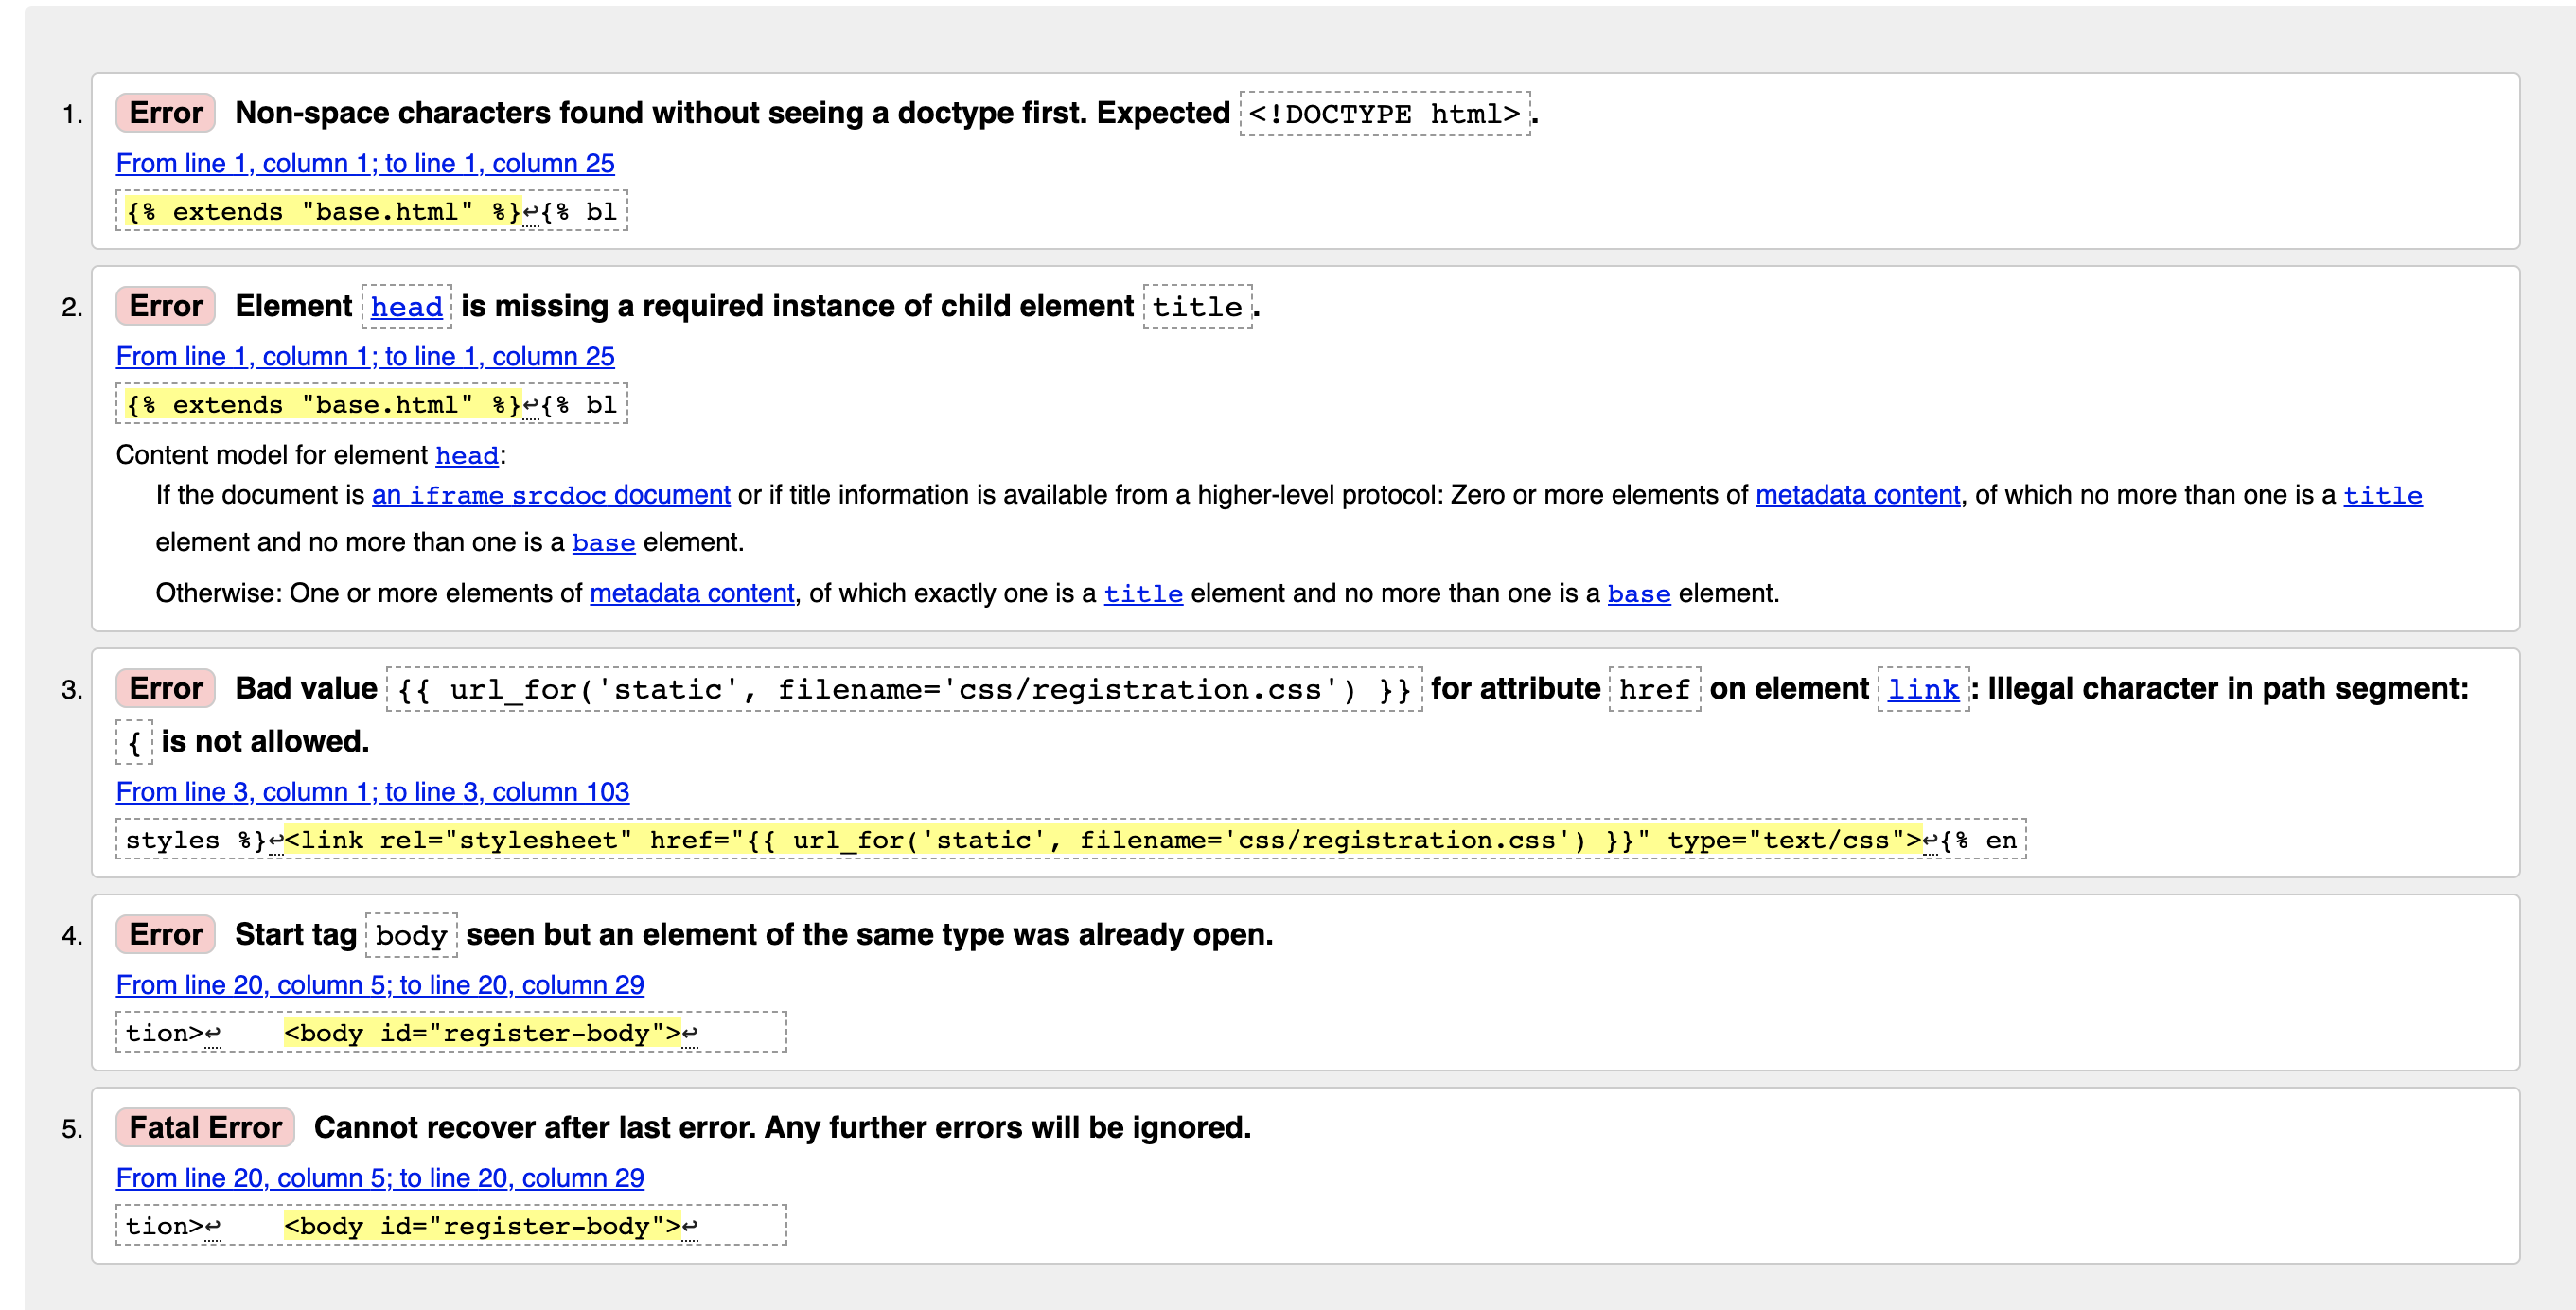 1. Error Non-space characters found without seeing a doctype first. Expected <!DOCTYPE html>.
From line 1, column 1; to line 1, column 25
{% extends "base.html" %}↩{% bl
2. Error Element head is missing a required instance of child element title.
From line 1, column 1; to line 1, column 25
{% extends "base.html" %}↩{% bl
Content model for element head:
If the document is an iframe srcdoc document or if title information is available from a higher-level protocol: Zero or more elements of metadata content, of which no more than one is a title
element and no more than one is a base element.
Otherwise: One or more elements of metadata content, of which exactly one is a title element and no more than one is a base element.
3. Error Bad value {{ url_for('static', filename='css/registration.css') }} for attribute href on element link: Illegal character in path segment:
{ is not allowed.
From line 3, column 1; to line 3, column 103
styles %}↩<link rel="stylesheet" href="{{ url_for('static', filename='css/registration.css') }}" type="text/css">↩{% en
4. Error Start tag body seen but an element of the same type was already open.
From line 20, column 5; to line 20, column 29
tion>↩    <body id="register-body">↩
5. Fatal Error Cannot recover after last error. Any further errors will be ignored.
From line 20, column 5; to line 20, column 29
tion>↩    <body id="register-body">↩